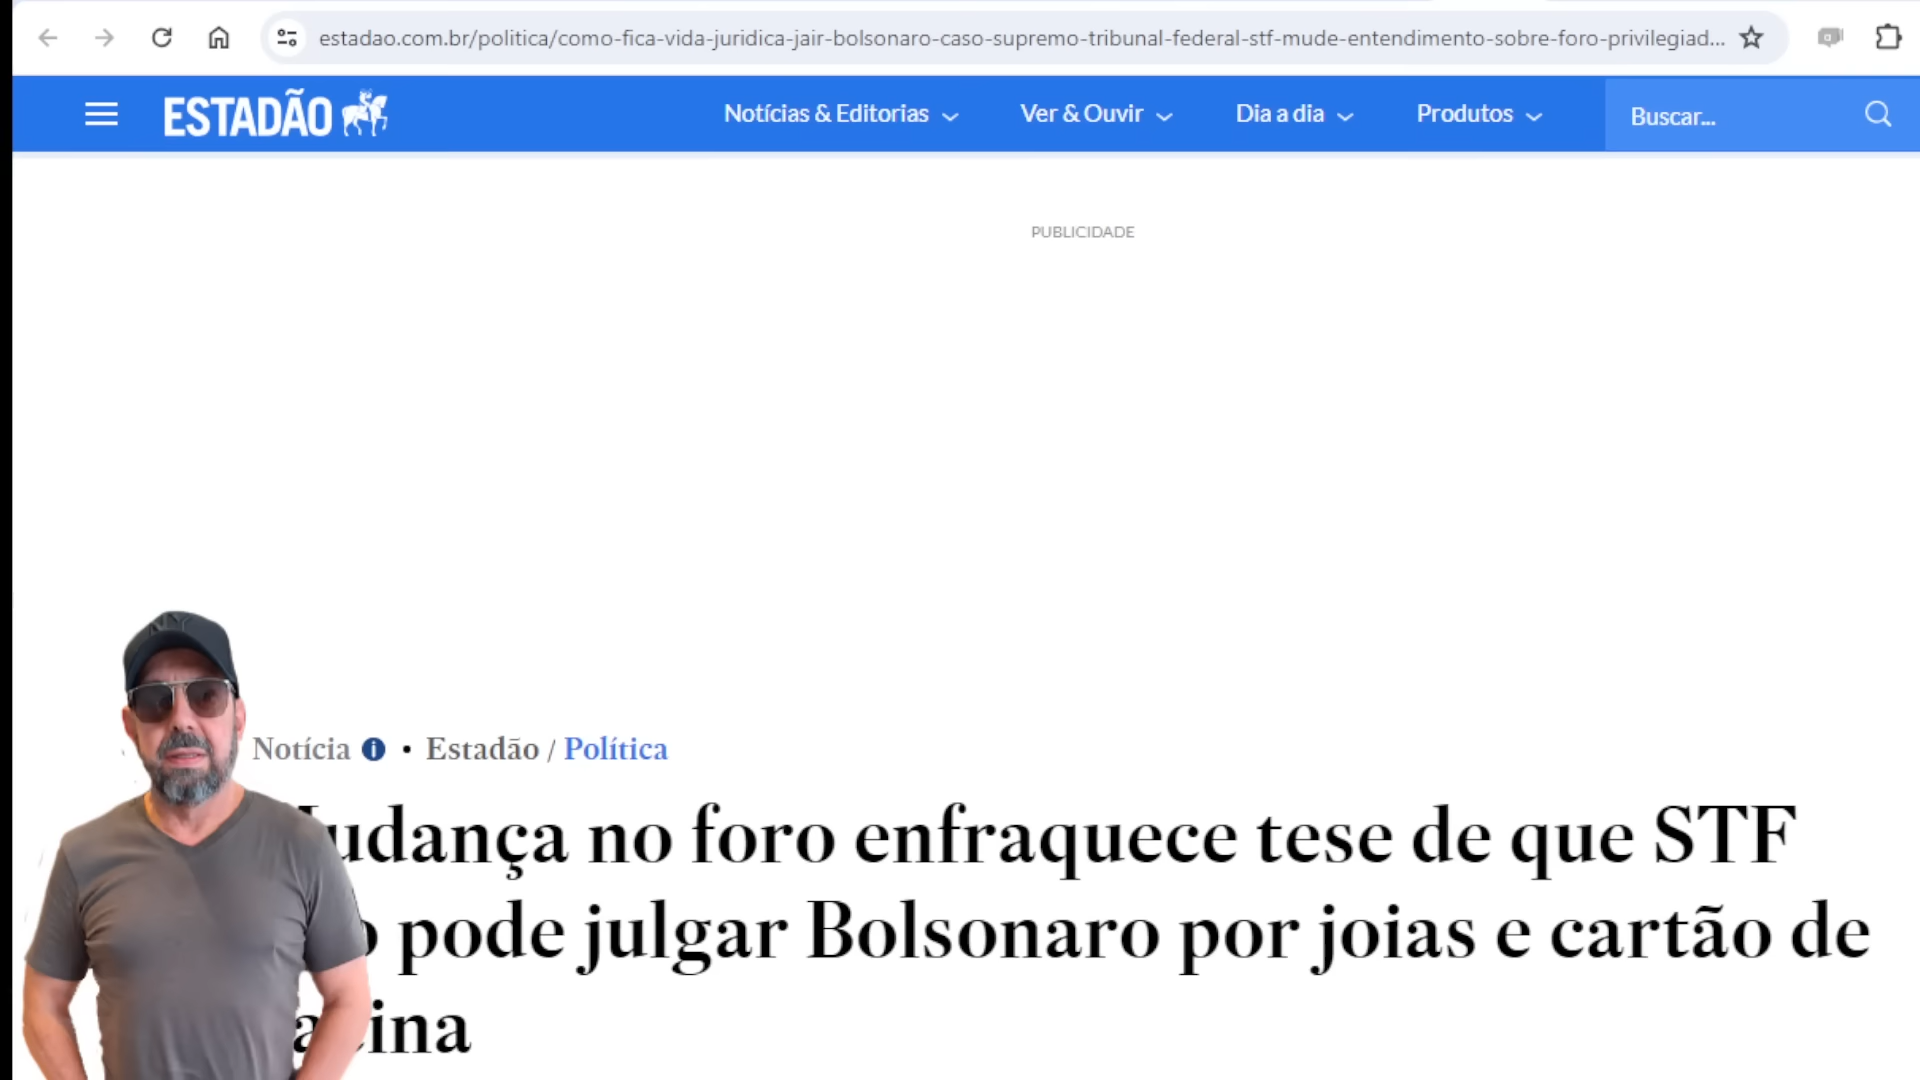 estadao.com.br/politica/como-fica-vida-juridica-jair-bolsonaro-caso-supremo-tribunal-federal-stf-mude-entendimento-sobre-foro-privilegiad...
ESTADÃO
Notícias & Editorias
Ver & Ouvir
Dia a dia
Produtos
Buscar...
PUBLICIDADE
NY
Notícia • Estadão / Política
udança no foro enfraquece tese de que STF
o pode julgar Bolsonaro por joias e cartão de
ina